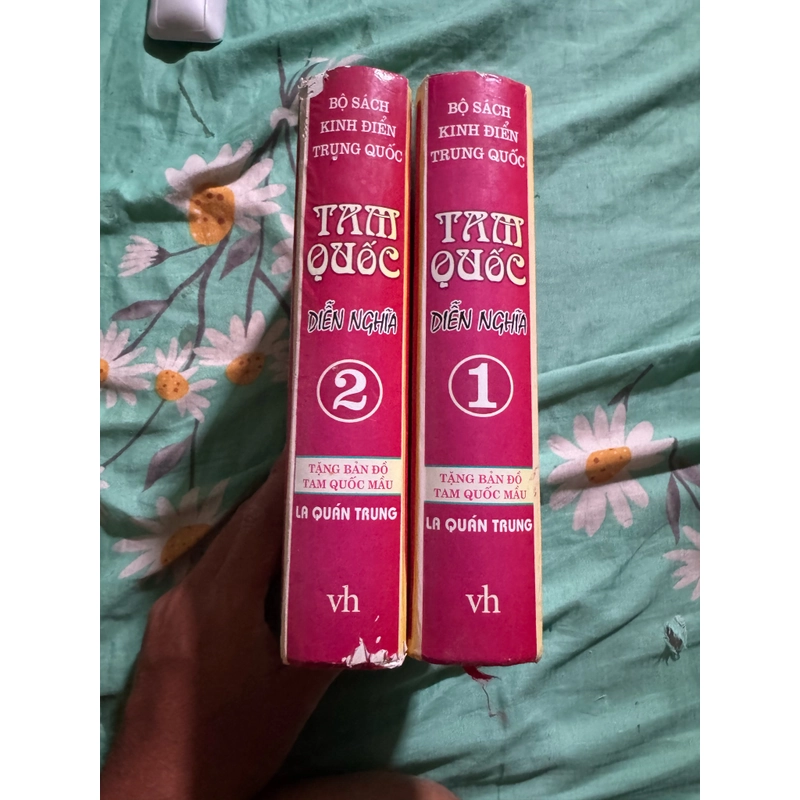 BỘ SÁCH
KINH ĐIỂN
TRUNG QUỐC
TAM
QUỐC
DIỄN NGHĨA
2
TẶNG BẢN ĐỒ
TAM QUỐC MẦU
LA QUÁN TRUNG
vh
BỘ SÁCH
KINH ĐIỂN
TRUNG QUỐC
TAM
QUỐC
DIỄN NGHĨA
1
TẶNG BẢN ĐỒ
TAM QUỐC MẦU
LA QUÁN TRUNG
vh